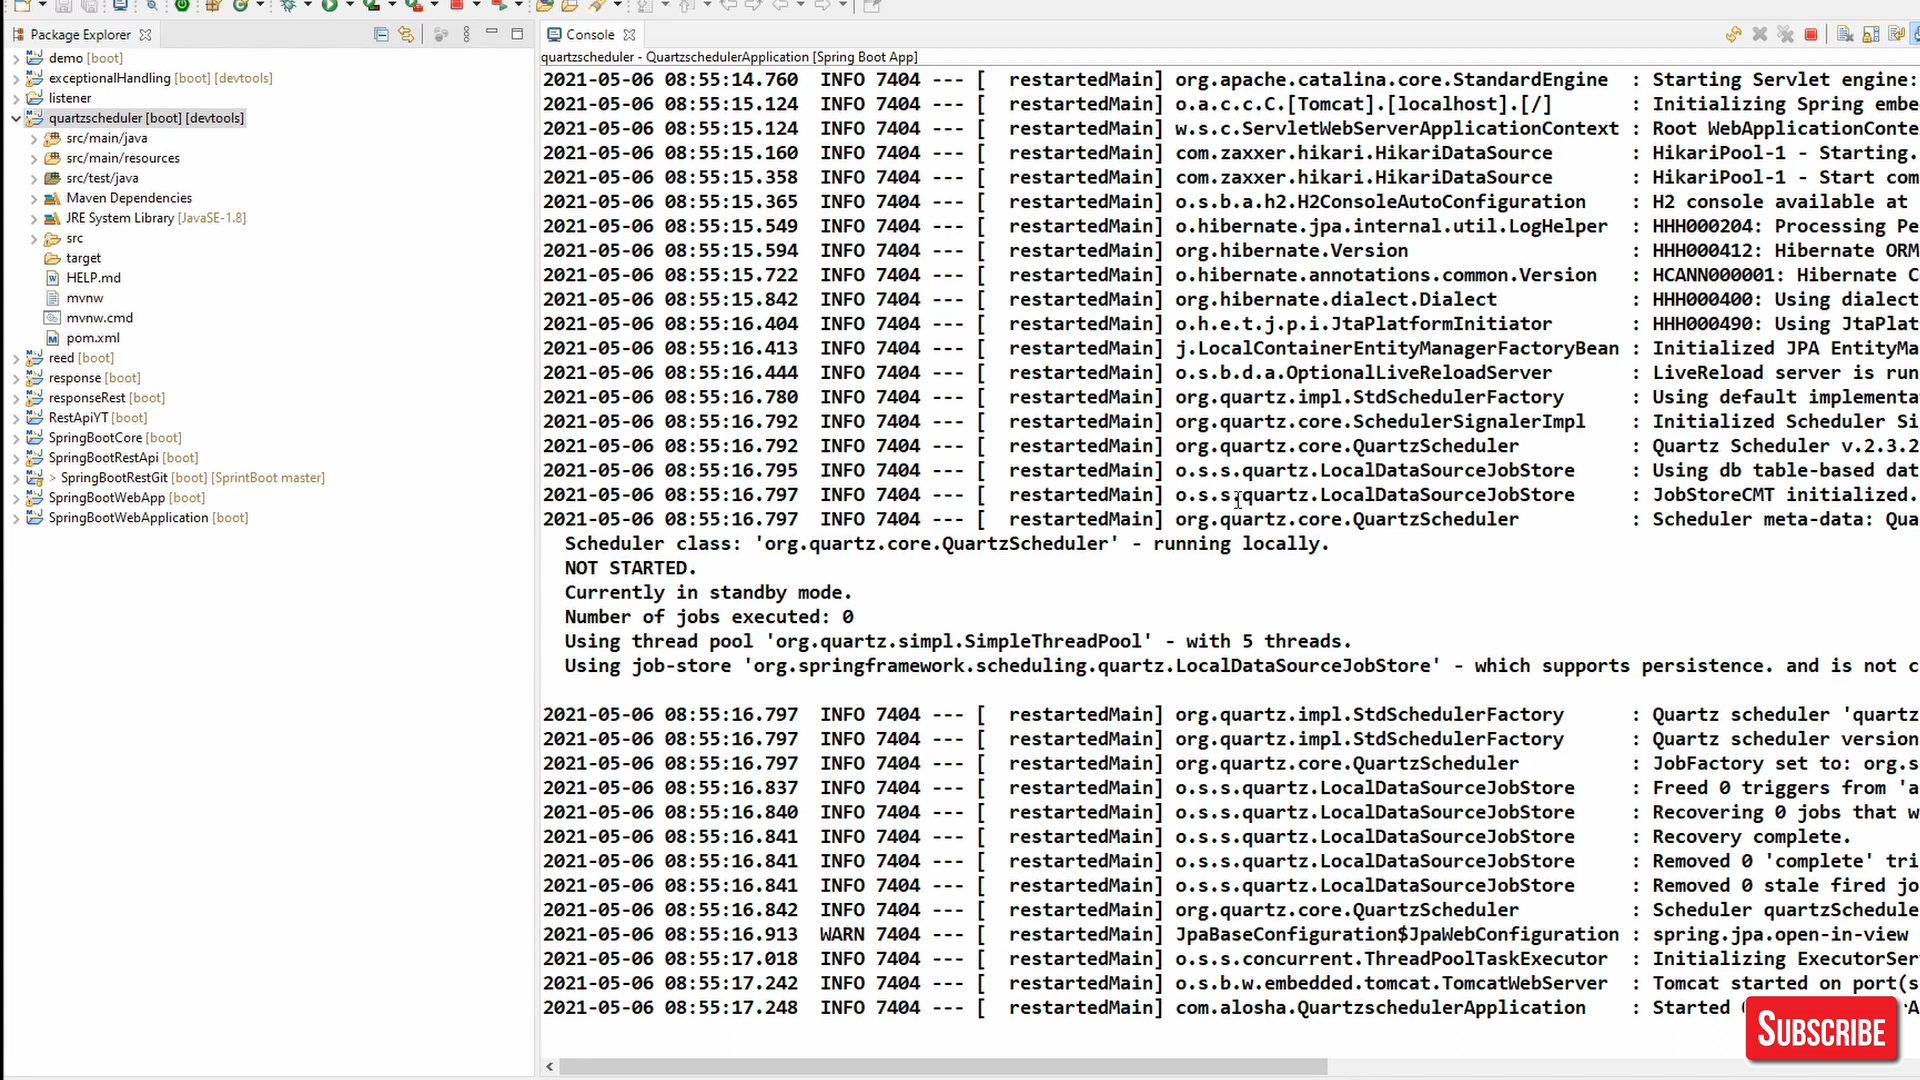 Package Explorer
demo [boot]
exceptionalHandling [boot] [devtools]
listener
quartzscheduler [boot] [devtools]
src/main/java
src/main/resources
src/test/java
Maven Dependencies
JRE System Library [JavaSE-1.8]
src
target
HELP.md
mvnw
mvnw.cmd
pom.xml
reed [boot]
response [boot]
responseRest [boot]
RestApiYT [boot]
SpringBootCore [boot]
SpringBootRestApi [boot]
> SpringBootRestGit [boot] [SprintBoot master]
SpringBootWebApp [boot]
SpringBootWebApplication [boot]
Console
quartzscheduler - QuartzschedulerApplication [Spring Boot App]
2021-05-06 08:55:14.760 INFO 7404 --- [ restartedMain] org.apache.catalina.core.StandardEngine : Starting Servlet engine:
2021-05-06 08:55:15.124 INFO 7404 --- [ restartedMain] o.a.c.c.C.[Tomcat].[localhost].[/] : Initializing Spring embe
2021-05-06 08:55:15.124 INFO 7404 --- [ restartedMain] w.s.c.ServletWebServerApplicationContext : Root WebApplicationConte
2021-05-06 08:55:15.160 INFO 7404 --- [ restartedMain] com.zaxxer.hikari.HikariDataSource : HikariPool-1 - Starting.
2021-05-06 08:55:15.358 INFO 7404 --- [ restartedMain] com.zaxxer.hikari.HikariDataSource : HikariPool-1 - Start com
2021-05-06 08:55:15.365 INFO 7404 --- [ restartedMain] o.s.b.a.h2.H2ConsoleAutoConfiguration : H2 console available at
2021-05-06 08:55:15.549 INFO 7404 --- [ restartedMain] o.hibernate.jpa.internal.util.LogHelper : HHH000204: Processing Pe
2021-05-06 08:55:15.594 INFO 7404 --- [ restartedMain] org.hibernate.Version : HHH000412: Hibernate ORM
2021-05-06 08:55:15.722 INFO 7404 --- [ restartedMain] o.hibernate.annotations.common.Version : HCANN000001: Hibernate C
2021-05-06 08:55:15.842 INFO 7404 --- [ restartedMain] org.hibernate.dialect.Dialect : HHH000400: Using dialect
2021-05-06 08:55:16.404 INFO 7404 --- [ restartedMain] o.h.e.t.j.p.i.JtaPlatformInitiator : HHH000490: Using JtaPlat
2021-05-06 08:55:16.413 INFO 7404 --- [ restartedMain] j.LocalContainerEntityManagerFactoryBean : Initialized JPA EntityMa
2021-05-06 08:55:16.444 INFO 7404 --- [ restartedMain] o.s.b.d.a.OptionalLiveReloadServer : LiveReload server is run
2021-05-06 08:55:16.780 INFO 7404 --- [ restartedMain] org.quartz.impl.StdSchedulerFactory : Using default implementa
2021-05-06 08:55:16.792 INFO 7404 --- [ restartedMain] org.quartz.core.SchedulerSignalerImpl : Initialized Scheduler Si
2021-05-06 08:55:16.792 INFO 7404 --- [ restartedMain] org.quartz.core.QuartzScheduler : Quartz Scheduler v.2.3.2
2021-05-06 08:55:16.795 INFO 7404 --- [ restartedMain] o.s.s.quartz.LocalDataSourceJobStore : Using db table-based dat
2021-05-06 08:55:16.797 INFO 7404 --- [ restartedMain] o.s.s.quartz.LocalDataSourceJobStore : JobStoreCMT initialized.
2021-05-06 08:55:16.797 INFO 7404 --- [ restartedMain] org.quartz.core.QuartzScheduler : Scheduler meta-data: Qua
Scheduler class: 'org.quartz.core.QuartzScheduler' - running locally.
NOT STARTED.
Currently in standby mode.
Number of jobs executed: 0
Using thread pool 'org.quartz.simpl.SimpleThreadPool' - with 5 threads.
Using job-store 'org.springframework.scheduling.quartz.LocalDataSourceJobStore' - which supports persistence. and is not c
2021-05-06 08:55:16.797 INFO 7404 --- [ restartedMain] org.quartz.impl.StdSchedulerFactory : Quartz scheduler 'quartz
2021-05-06 08:55:16.797 INFO 7404 --- [ restartedMain] org.quartz.impl.StdSchedulerFactory : Quartz scheduler version
2021-05-06 08:55:16.797 INFO 7404 --- [ restartedMain] org.quartz.core.QuartzScheduler : JobFactory set to: org.s
2021-05-06 08:55:16.837 INFO 7404 --- [ restartedMain] o.s.s.quartz.LocalDataSourceJobStore : Freed 0 triggers from 'a
2021-05-06 08:55:16.840 INFO 7404 --- [ restartedMain] o.s.s.quartz.LocalDataSourceJobStore : Recovering 0 jobs that w
2021-05-06 08:55:16.841 INFO 7404 --- [ restartedMain] o.s.s.quartz.LocalDataSourceJobStore : Recovery complete.
2021-05-06 08:55:16.841 INFO 7404 --- [ restartedMain] o.s.s.quartz.LocalDataSourceJobStore : Removed 0 'complete' tri
2021-05-06 08:55:16.841 INFO 7404 --- [ restartedMain] o.s.s.quartz.LocalDataSourceJobStore : Removed 0 stale fired jo
2021-05-06 08:55:16.842 INFO 7404 --- [ restartedMain] org.quartz.core.QuartzScheduler : Scheduler quartzSchedule
2021-05-06 08:55:16.913 WARN 7404 --- [ restartedMain] JpaBaseConfiguration$JpaWebConfiguration : spring.jpa.open-in-view
2021-05-06 08:55:17.018 INFO 7404 --- [ restartedMain] o.s.s.concurrent.ThreadPoolTaskExecutor : Initializing ExecutorSer
2021-05-06 08:55:17.242 INFO 7404 --- [ restartedMain] o.s.b.w.embedded.tomcat.TomcatWebServer : Tomcat started on port(s
2021-05-06 08:55:17.248 INFO 7404 --- [ restartedMain] com.alosha.QuartzschedulerApplication : Started
SUBSCRIBE